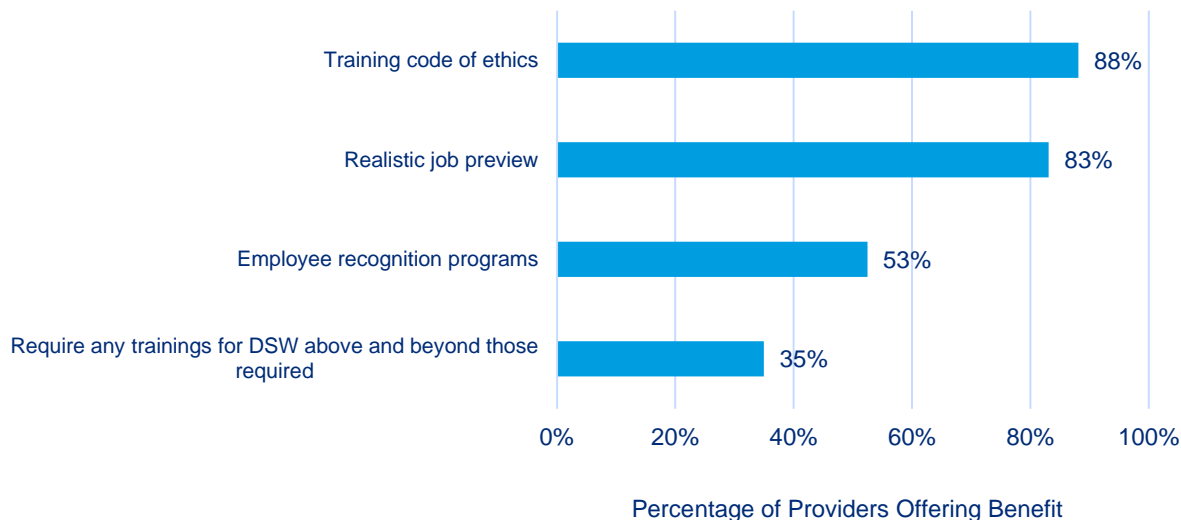 Training code of ethics
88%
Realistic job preview
83%
Employee recognition programs
53%
Require any trainings for DSW above and beyond those
required
35%
0% 20% 40% 60% 80% 100%
Percentage of Providers Offering Benefit